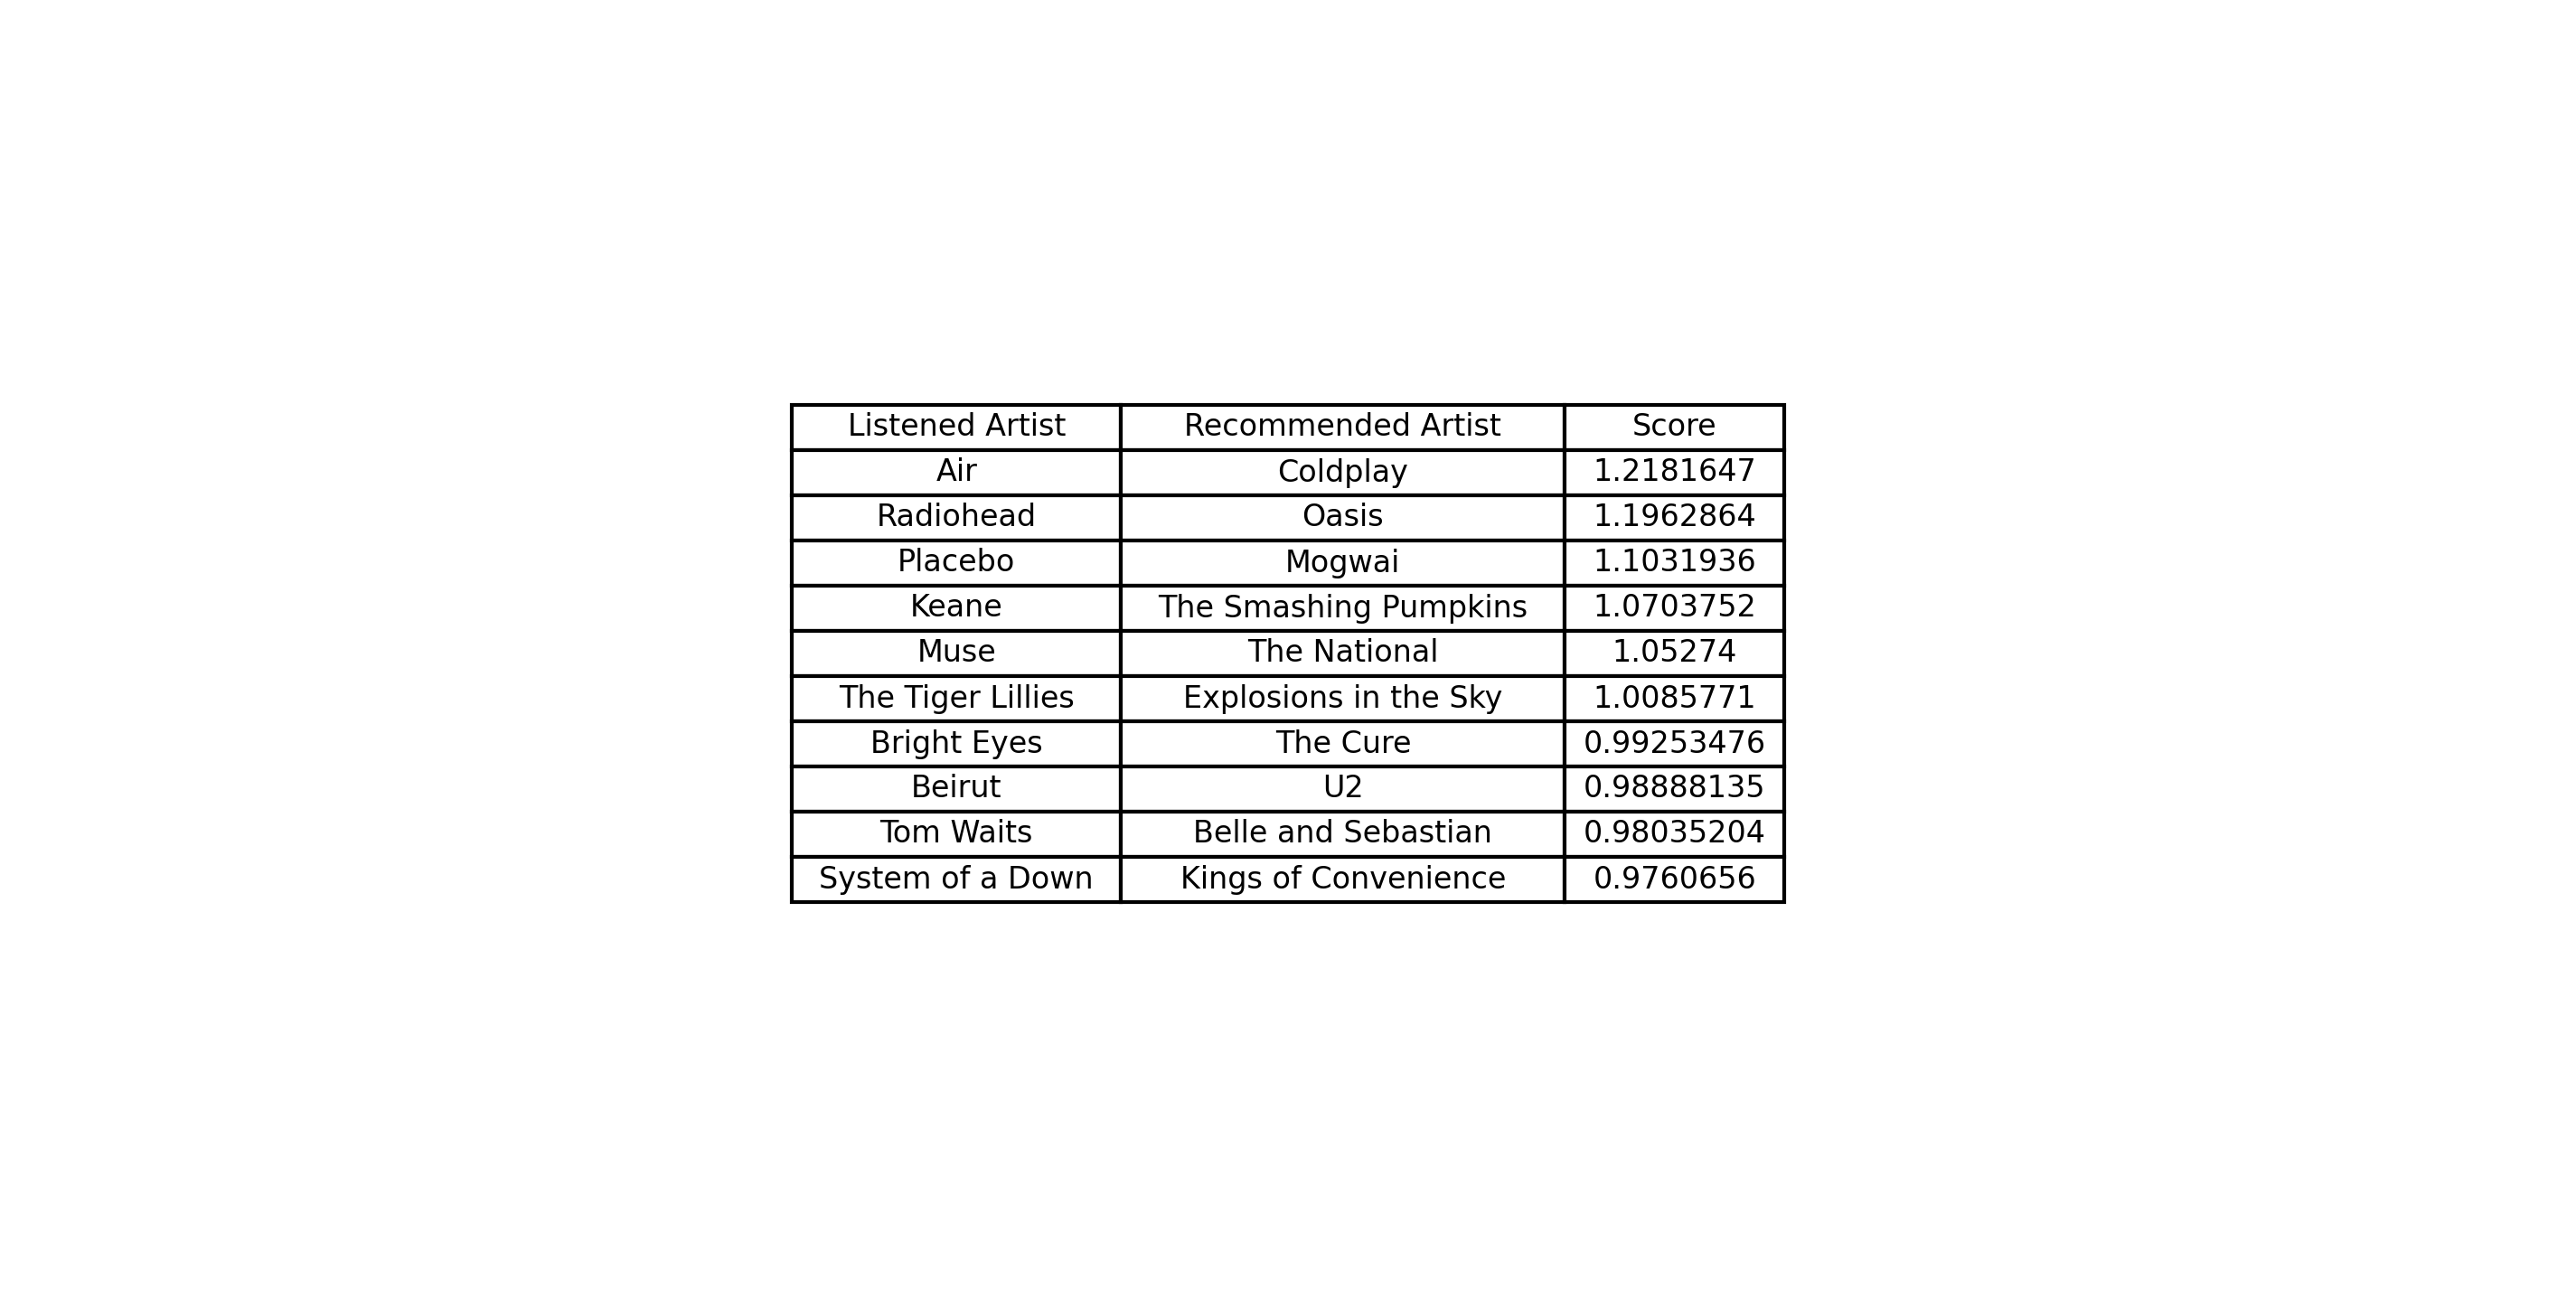 Listened Artist Recommended Artist Score
Air Coldplay 1.2181647
Radiohead Oasis 1.1962864
Placebo Mogwai 1.1031936
Keane The Smashing Pumpkins 1.0703752
Muse The National 1.05274
The Tiger Lillies Explosions in the Sky 1.0085771
Bright Eyes The Cure 0.99253476
Beirut U2 0.98888135
Tom Waits Belle and Sebastian 0.98035204
System of a Down Kings of Convenience 0.9760656